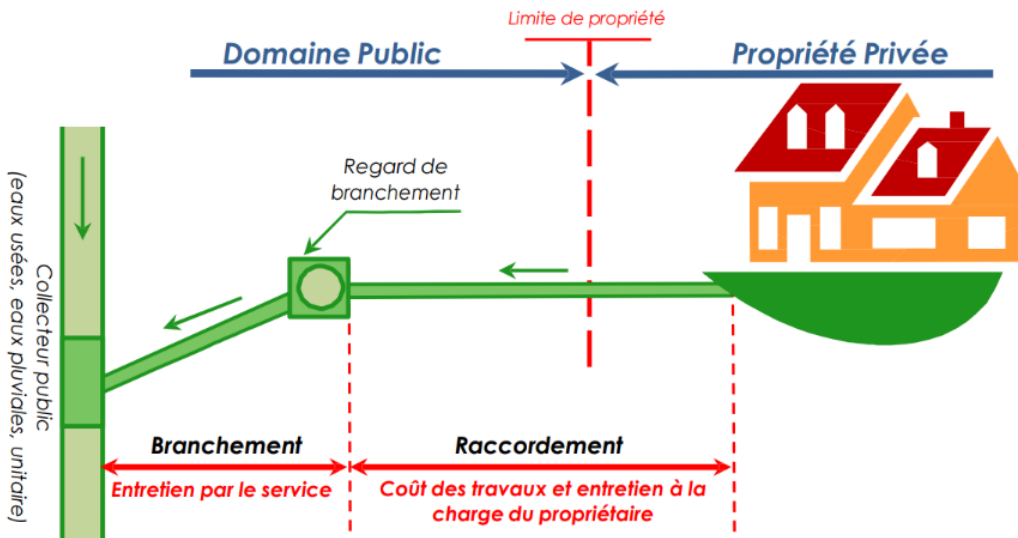 Limite de propriété
Domaine Public
Propriété Privée
Regard de
branchement
Collecteur public
(eaux usées, eaux pluviales, unitaire)
Branchement
Raccordement
Entretien par le service
Coût des travaux et entretien à la
charge du propriétaire